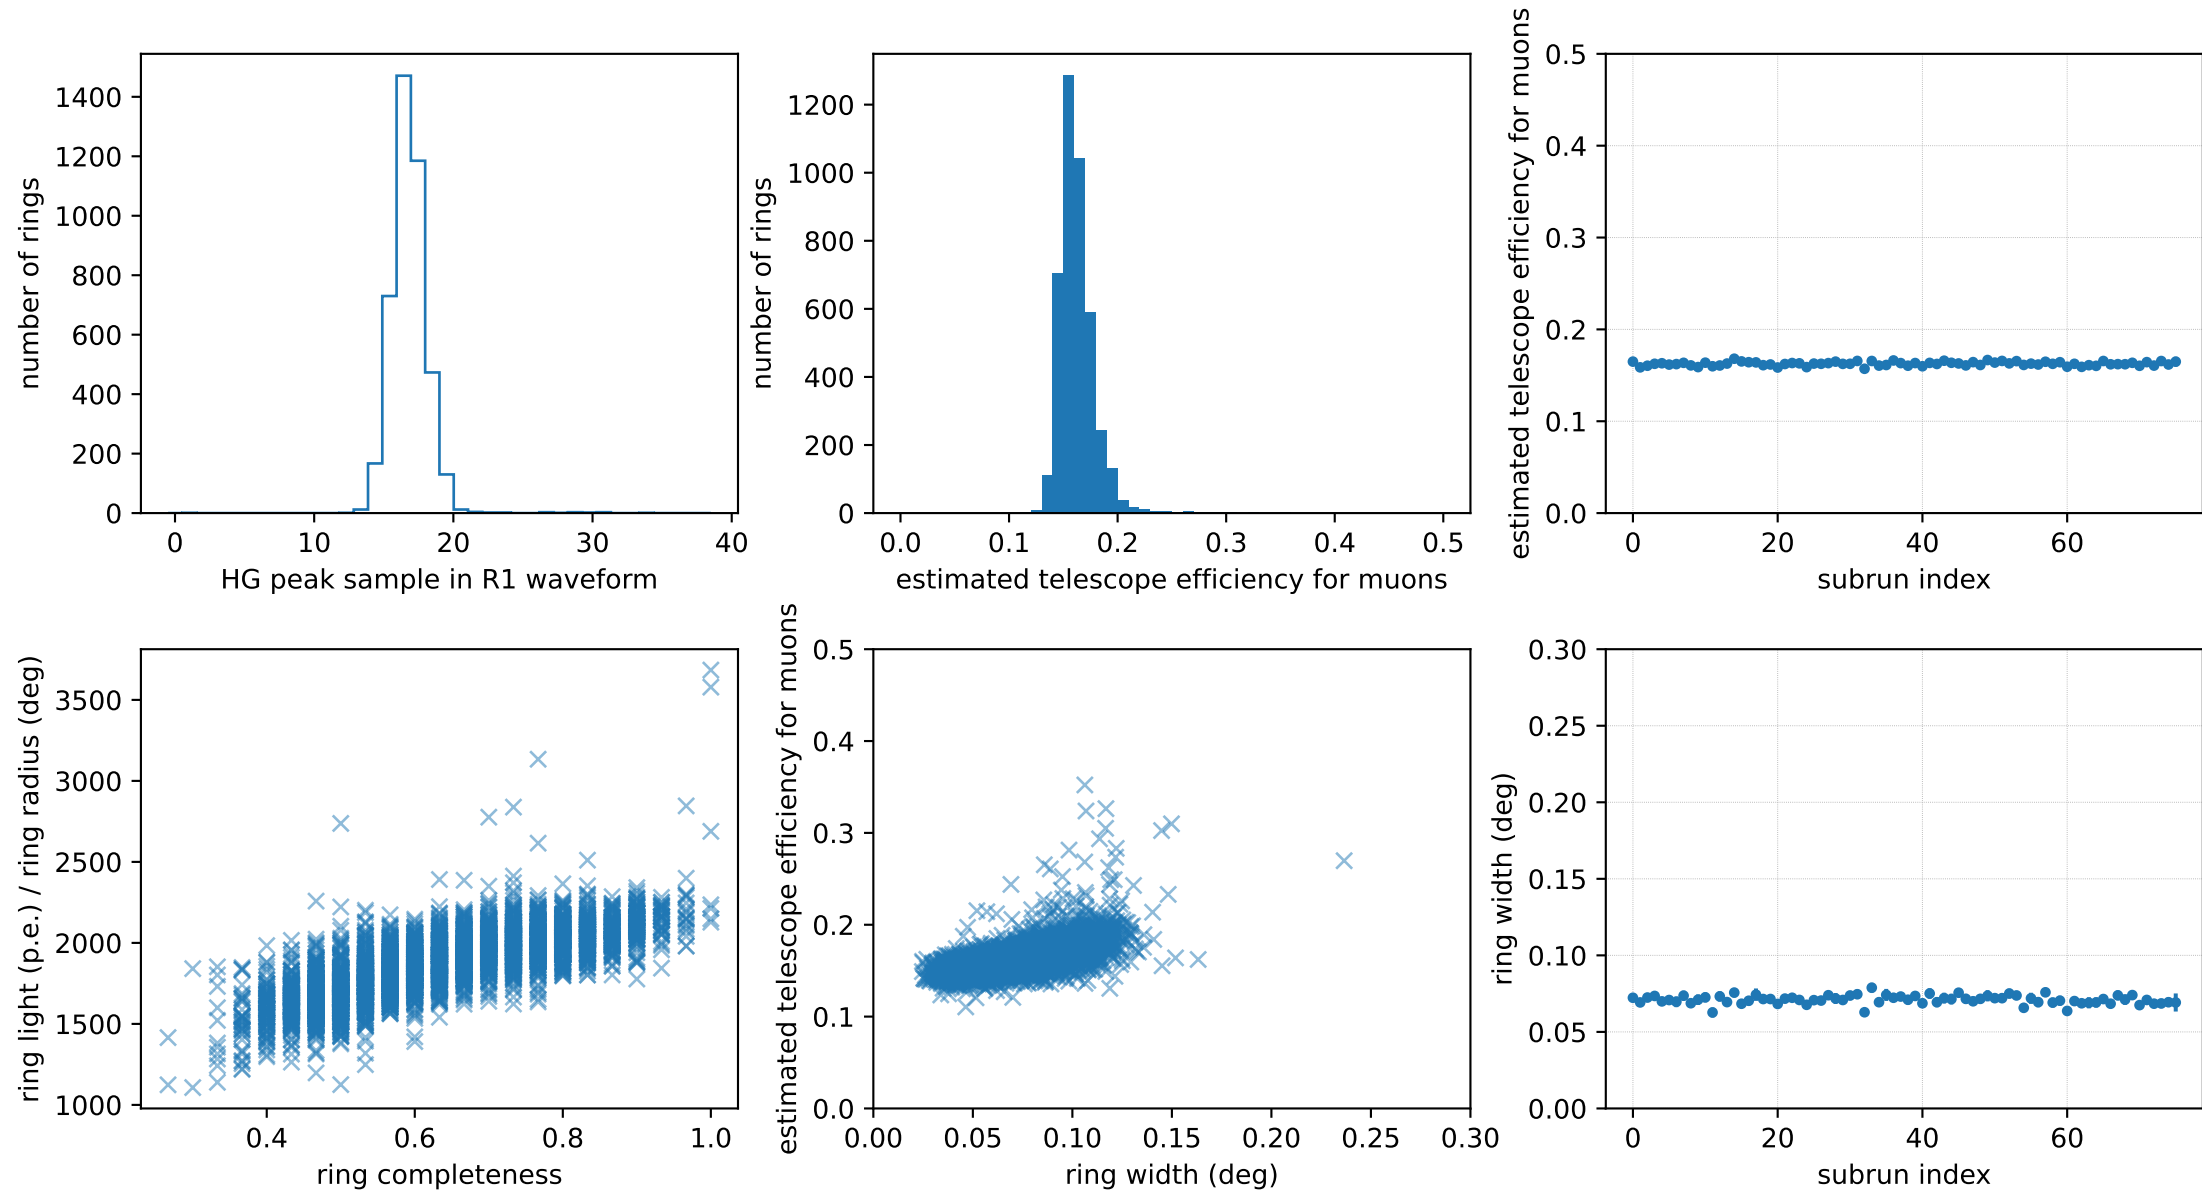 number of rings
1400
1200
1000
800
600
400
200
0
0 10 20 30 40
HG peak sample in R1 waveform
number of rings
1200
1000
800
600
400
200
0
0.0 0.1 0.2 0.3 0.4 0.5
estimated telescope efficiency for muons
estimated telescope efficiency for muons
0.5
0.4
0.3
0.2
0.1
0.0
0 20 40 60
subrun index
ring light (p.e.) / ring radius (deg)
3500
3000
2500
2000
1500
1000
0.4 0.6 0.8 1.0
ring completeness
estimated telescope efficiency for muons
0.5
0.4
0.3
0.2
0.1
0.0
0.00 0.05 0.10 0.15 0.20 0.25 0.30
ring width (deg)
ring width (deg)
0.30
0.25
0.20
0.15
0.10
0.05
0.00
0 20 40 60
subrun index